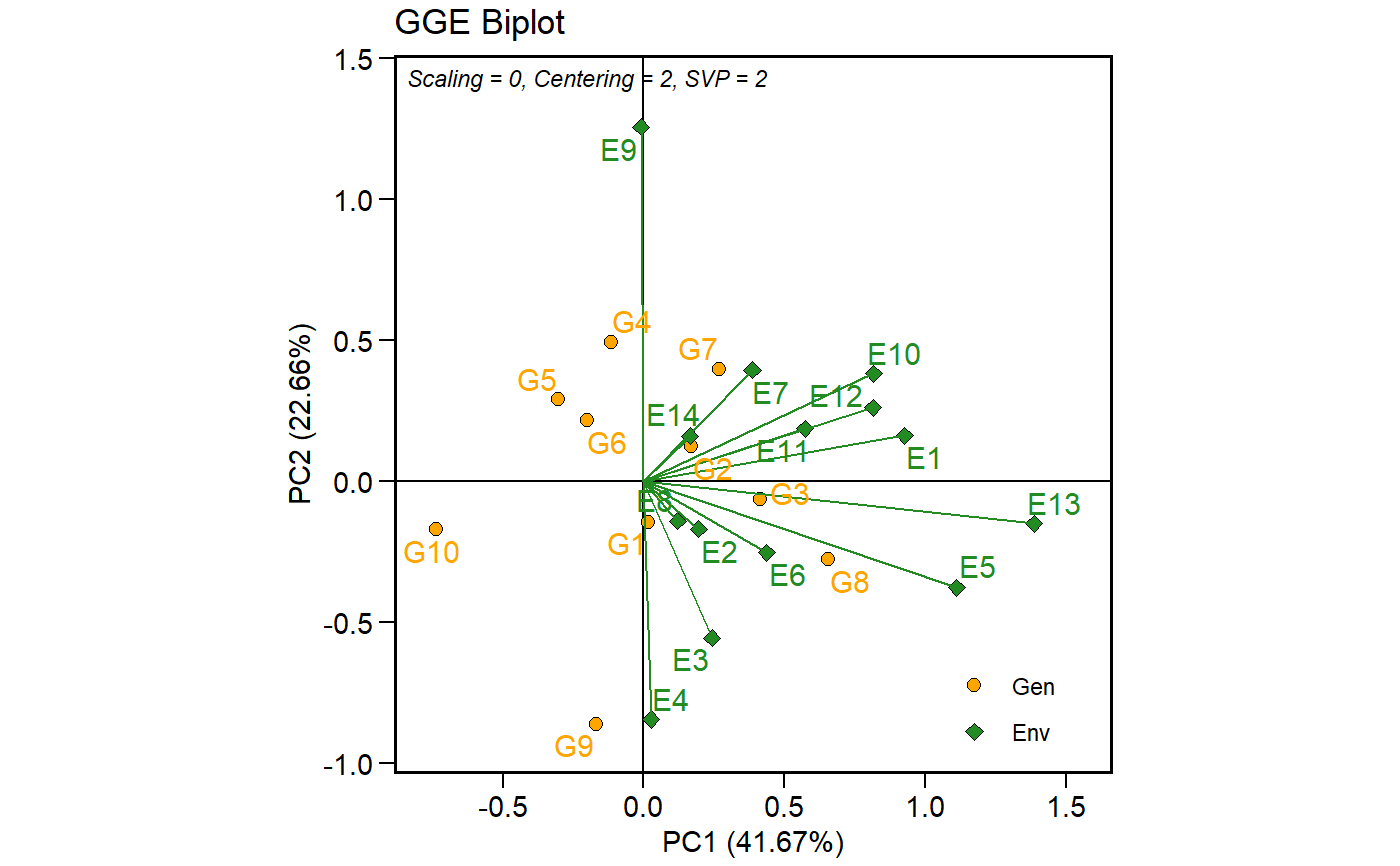 GGE Biplot
Scaling = 0, Centering = 2, SVP = 2
1.5
1.0
0.5
0.0
-0.5
-1.0
PC2 (22.66%)
E9
G4
G7
E10
G5
E7
E12
E14
G6
E11
E1
G2
G3
E8
E13
G1
G10
E2
E6
G8
E5
E3
E4
G9
Gen
Env
-0.5 0.0 0.5 1.0 1.5
PC1 (41.67%)